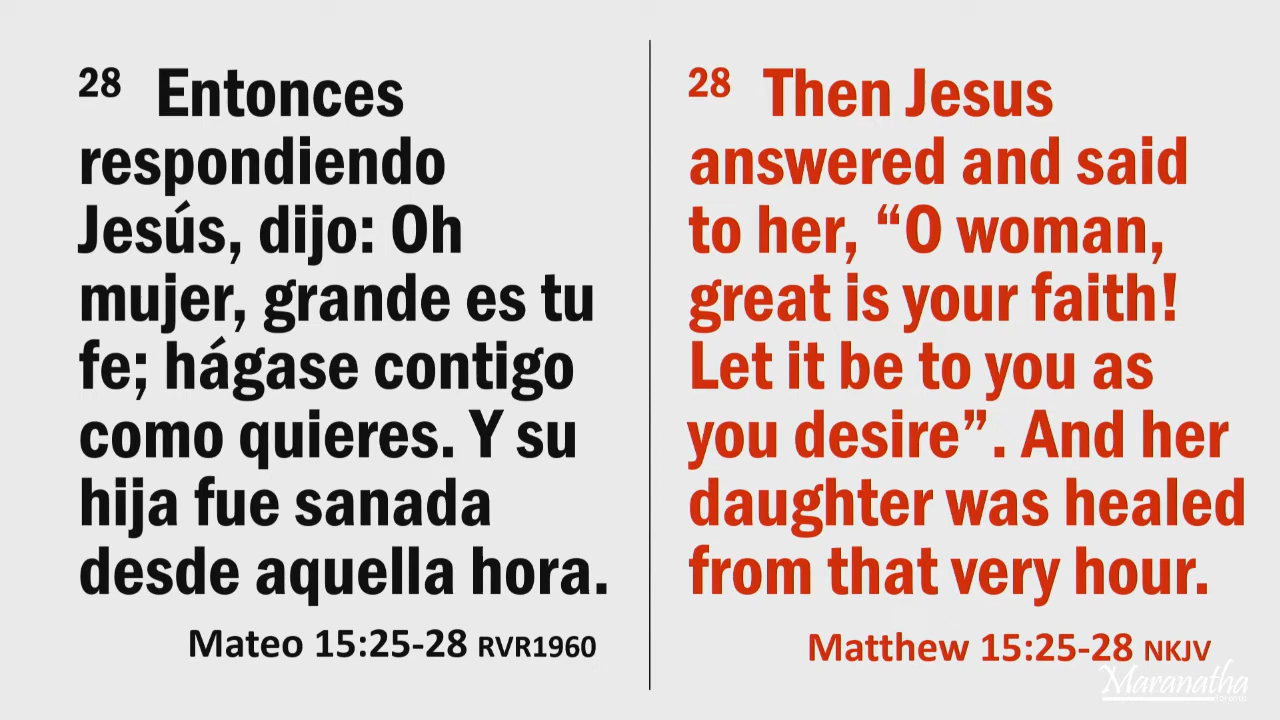 28 Entonces
respondiendo
Jesús, dijo: Oh
mujer, grande es tu
fe; hágase contigo
como quieres. Y su
hija fue sanada
desde aquella hora.
Mateo 15:25-28 RVR1960
28 Then Jesus
answered and said
to her, “O woman,
great is your faith!
Let it be to you as
you desire”. And her
daughter was healed
from that very hour.
Matthew 15:25-28 NKJV
Maranatha